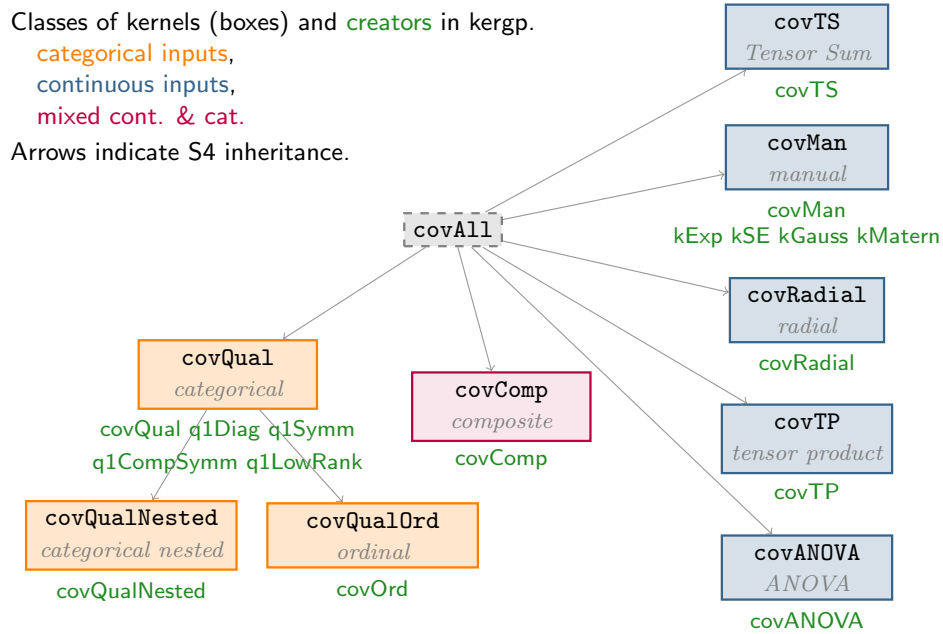 Classes of kernels (boxes) and creators in kergp.
categorical inputs,
continuous inputs,
mixed cont. & cat.
Arrows indicate S4 inheritance.
covTS
Tensor Sum
covTS
covMan
manual
covMan
kExp kSE kGauss kMatern
covAll
covRadial
radial
covRadial
covQual
categorical
covQual q1Diag q1Symm
q1CompSymm q1LowRank
covComp
composite
covComp
covTP
tensor product
covTP
covQualNested
categorical nested
covQualNested
covQualOrd
ordinal
covOrd
covANOVA
ANOVA
covANOVA